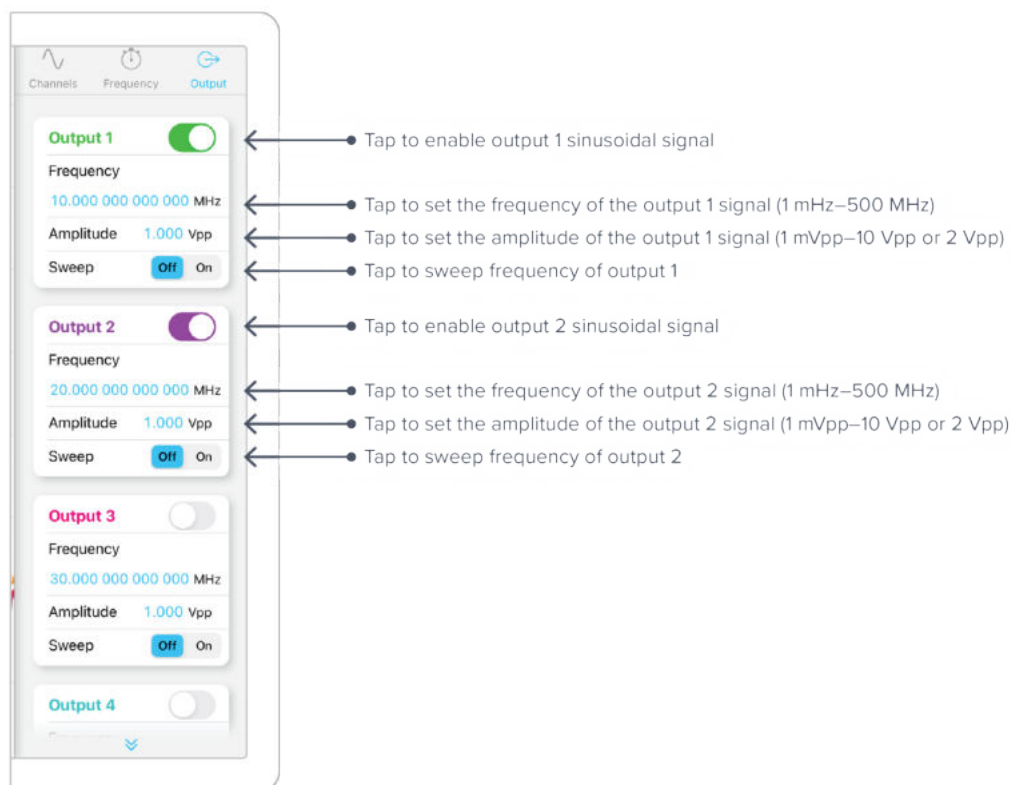 Channels Frequency Output
Output 1
Tap to enable output 1 sinusoidal signal
Frequency
10.000 000 000 000 MHz
Tap to set the frequency of the output 1 signal (1 mHz–500 MHz)
Amplitude 1.000 Vpp
Tap to set the amplitude of the output 1 signal (1 mVpp–10 Vpp or 2 Vpp)
Sweep Off On
Tap to sweep frequency of output 1
Output 2
Tap to enable output 2 sinusoidal signal
Frequency
20.000 000 000 000 MHz
Tap to set the frequency of the output 2 signal (1 mHz–500 MHz)
Amplitude 1.000 Vpp
Tap to set the amplitude of the output 2 signal (1 mVpp–10 Vpp or 2 Vpp)
Sweep Off On
Tap to sweep frequency of output 2
Output 3
Frequency
30.000 000 000 000 MHz
Amplitude 1.000 Vpp
Sweep Off On
Output 4